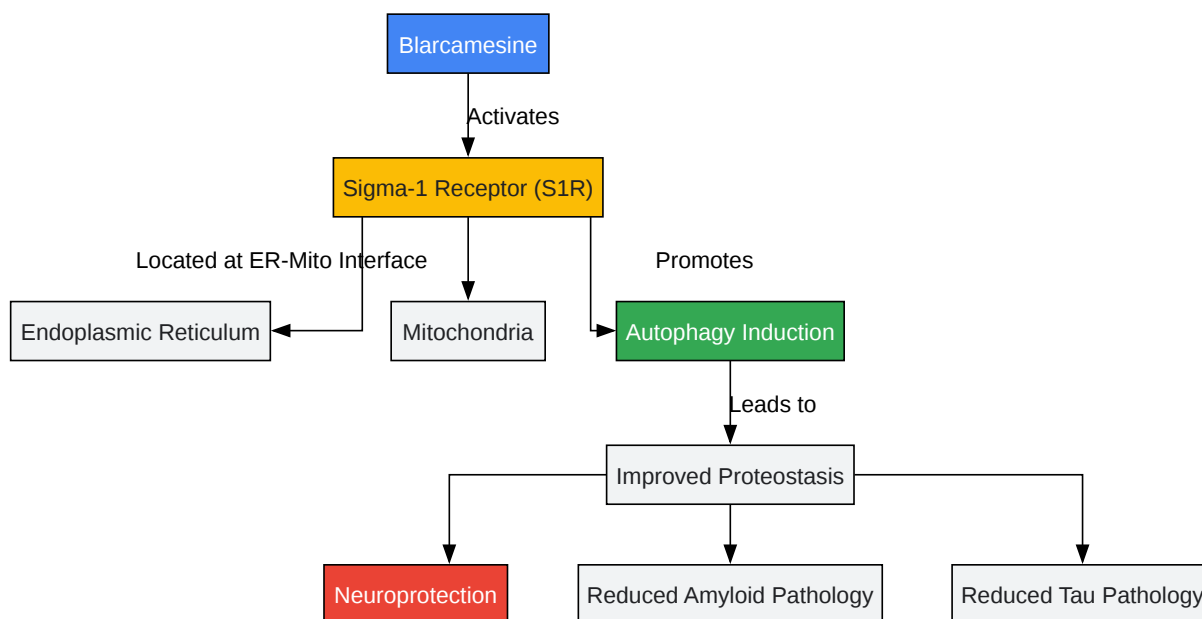 Blarcamesine
Activates
Sigma-1 Receptor (S1R)
Located at ER-Mito Interface
Promotes
Endoplasmic Reticulum
Mitochondria
Autophagy Induction
Leads to
Improved Proteostasis
Neuroprotection
Reduced Amyloid Pathology
Reduced Tau Pathology